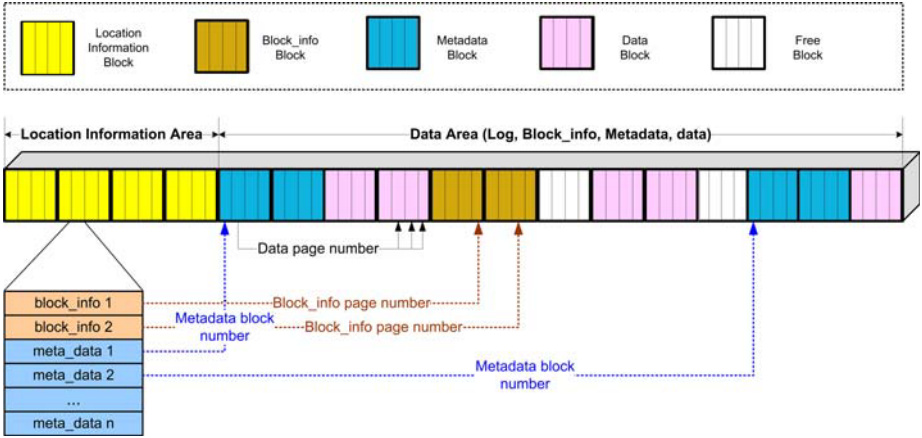 Location
Information
Block
Block_info
Block
Metadata
Block
Data
Block
Free
Block
Location Information Area
Data Area (Log, Block_info, Metadata, data)
Data page number
block_info 1
Block_info page number
block_info 2
Metadata block
number
Block_info page number
meta_data 1
meta_data 2
Metadata block
number
...
meta_data n